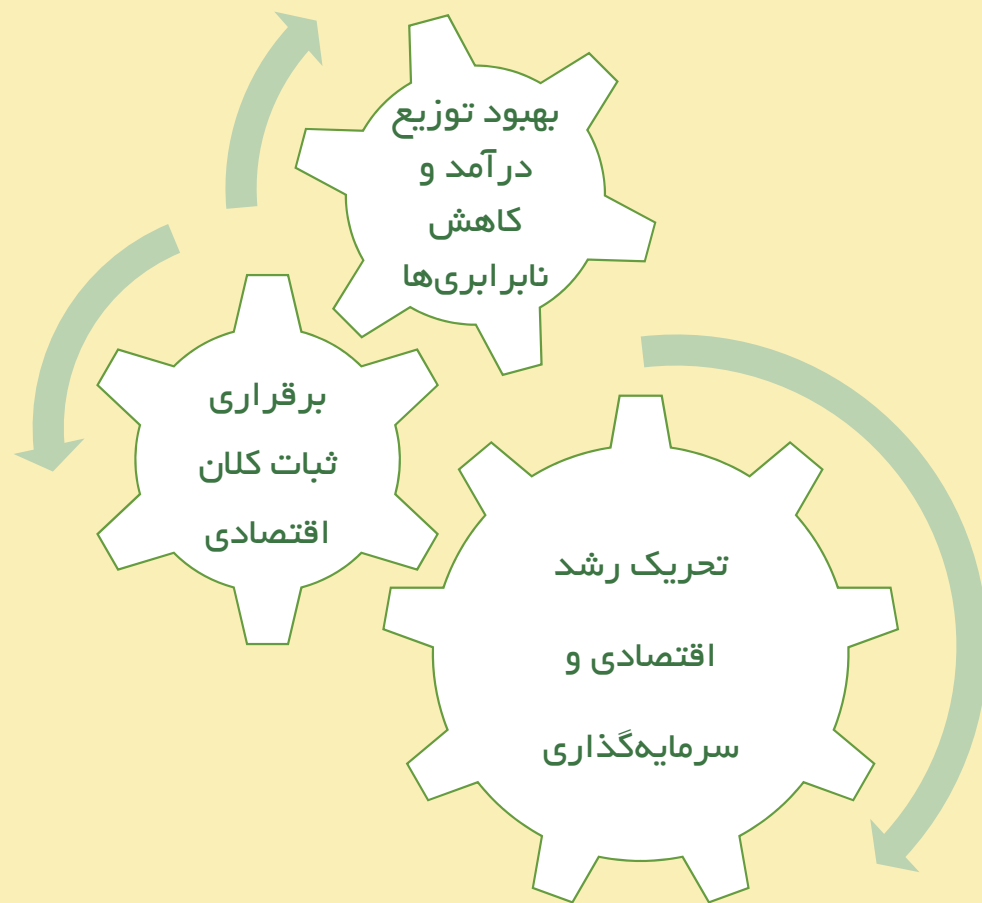 بهبود توزیع
درآمد و
کاهش
نابرابری‌ها
برقراری
ثبات کلان
اقتصادی
تحریک رشد
اقتصادی و
سرمایه‌گذاری